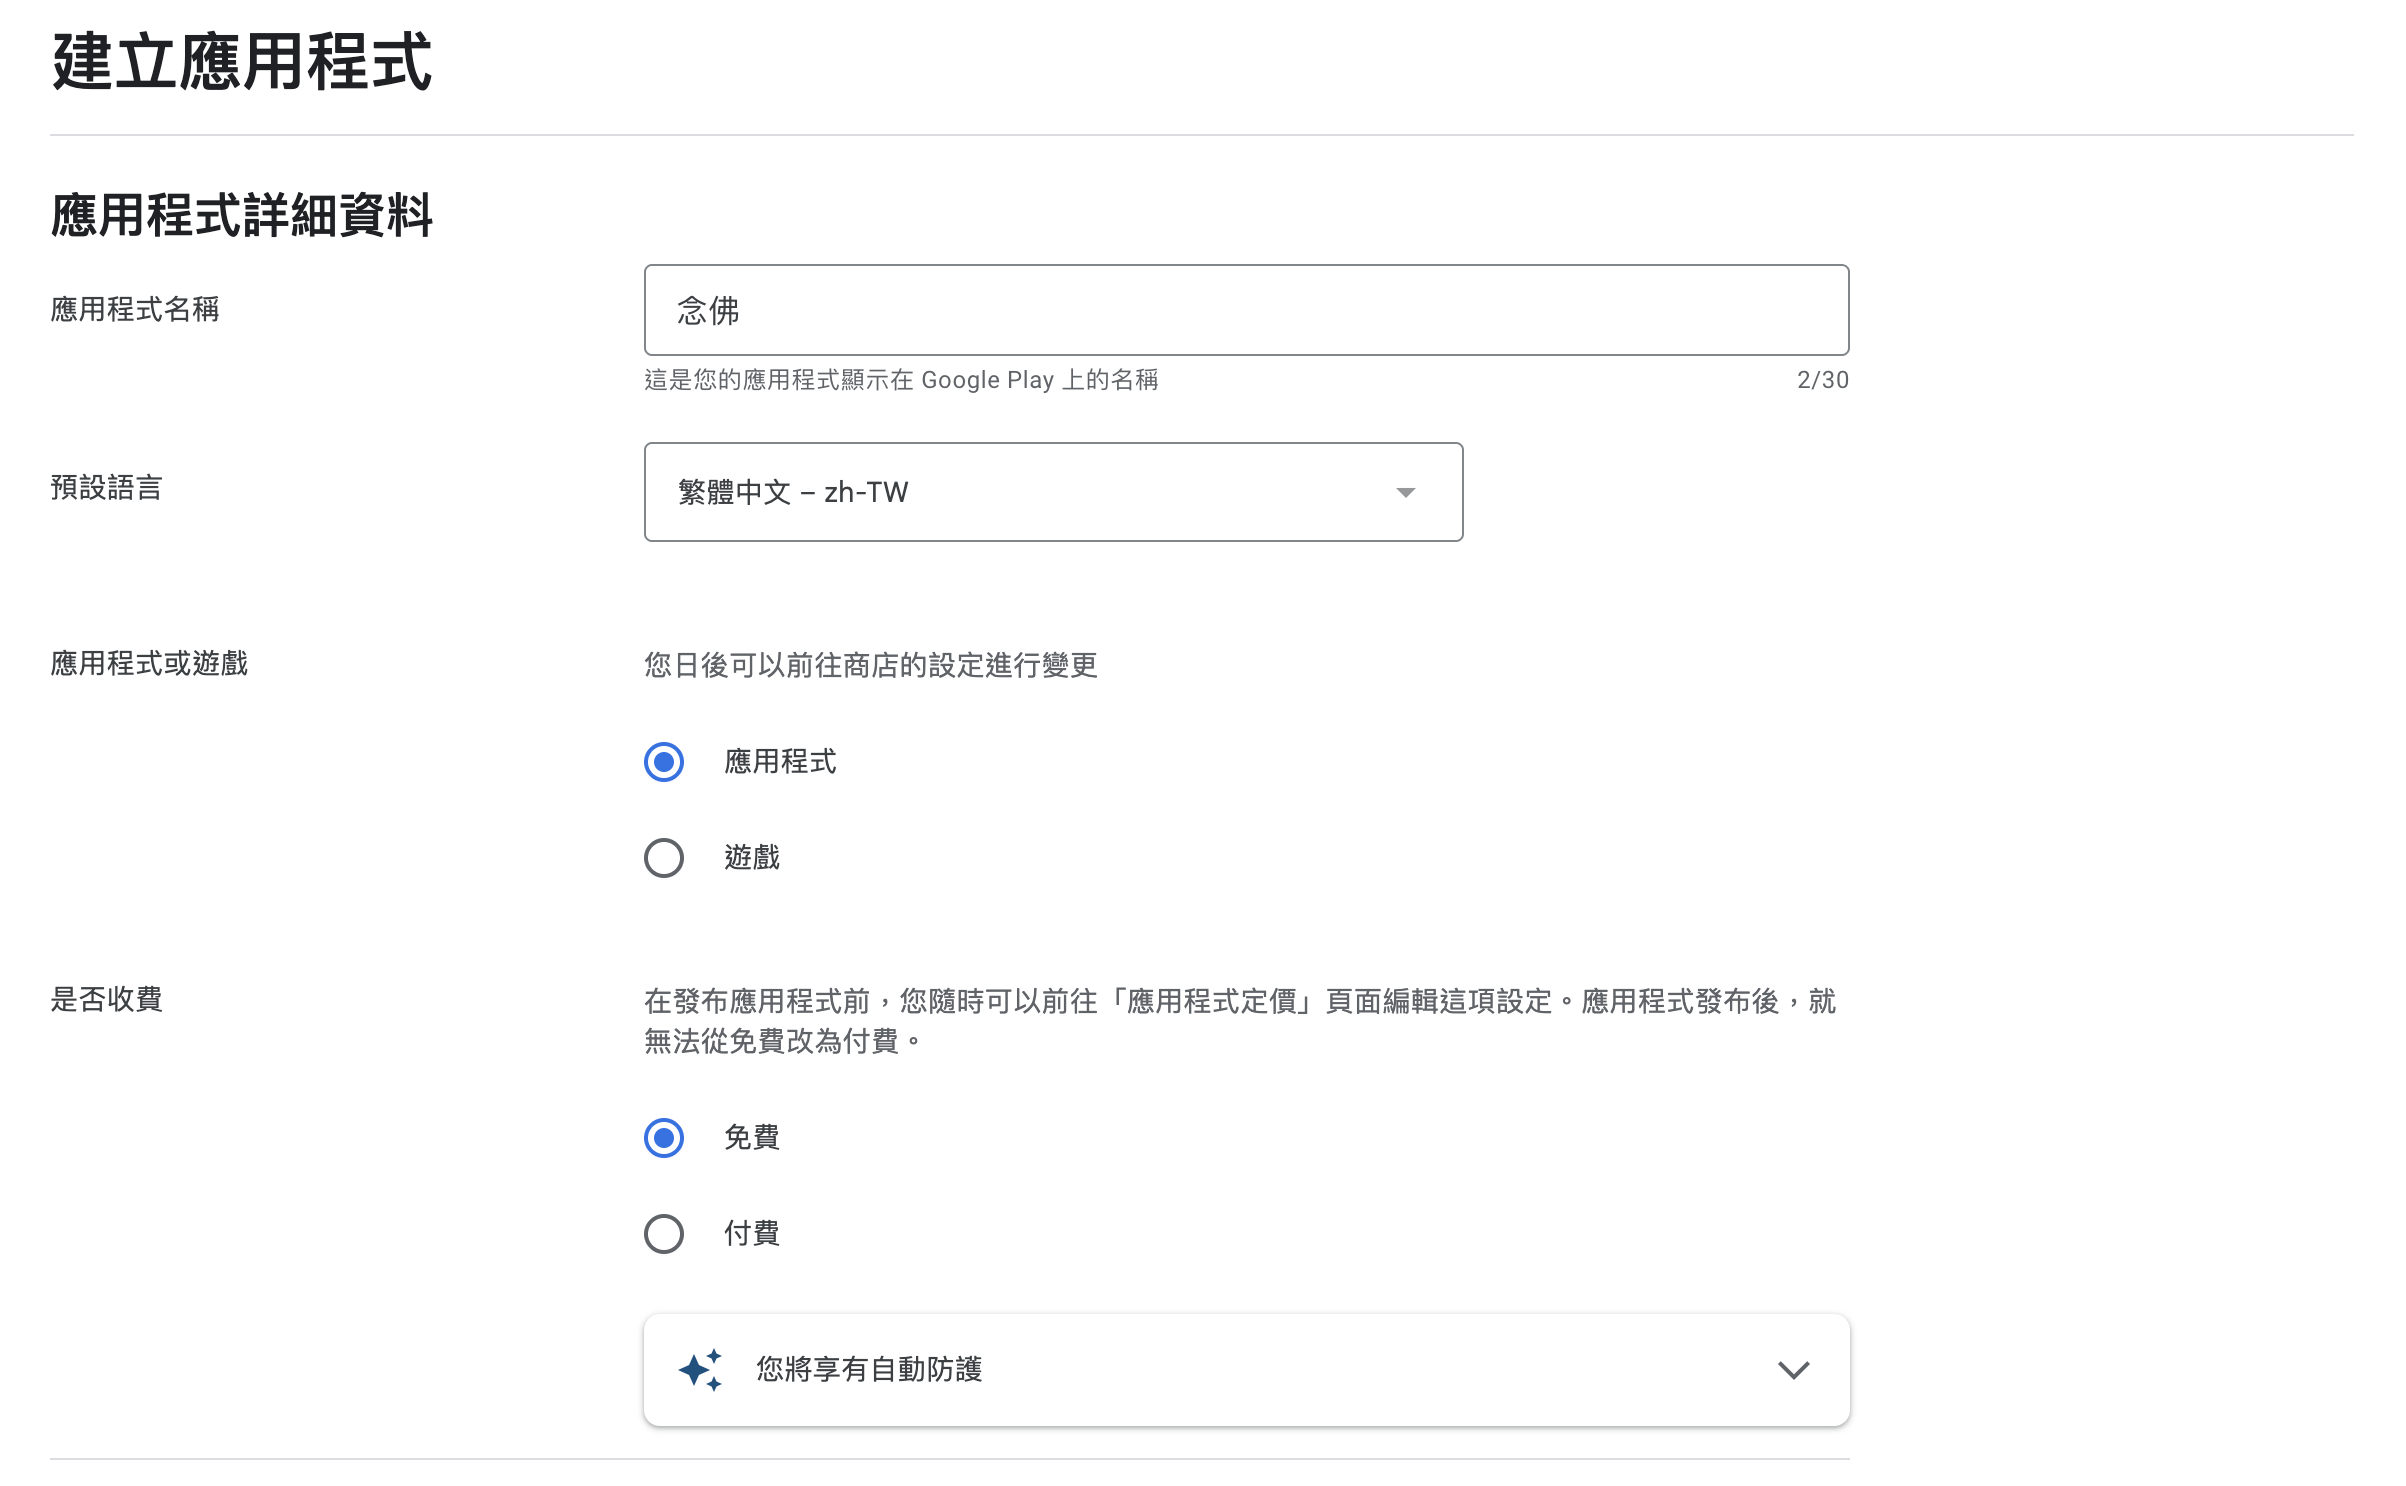 建立應用程式
應用程式詳細資料
應用程式名稱
念佛
這是您的應用程式顯示在 Google Play 上的名稱
2/30
預設語言
繁體中文 – zh-TW
應用程式或遊戲
您日後可以前往商店的設定進行變更
應用程式
遊戲
是否收費
在發布應用程式前，您隨時可以前往「應用程式定價」頁面編輯這項設定。應用程式發布後，就
無法從免費改為付費。
免費
付費
您將享有自動防護